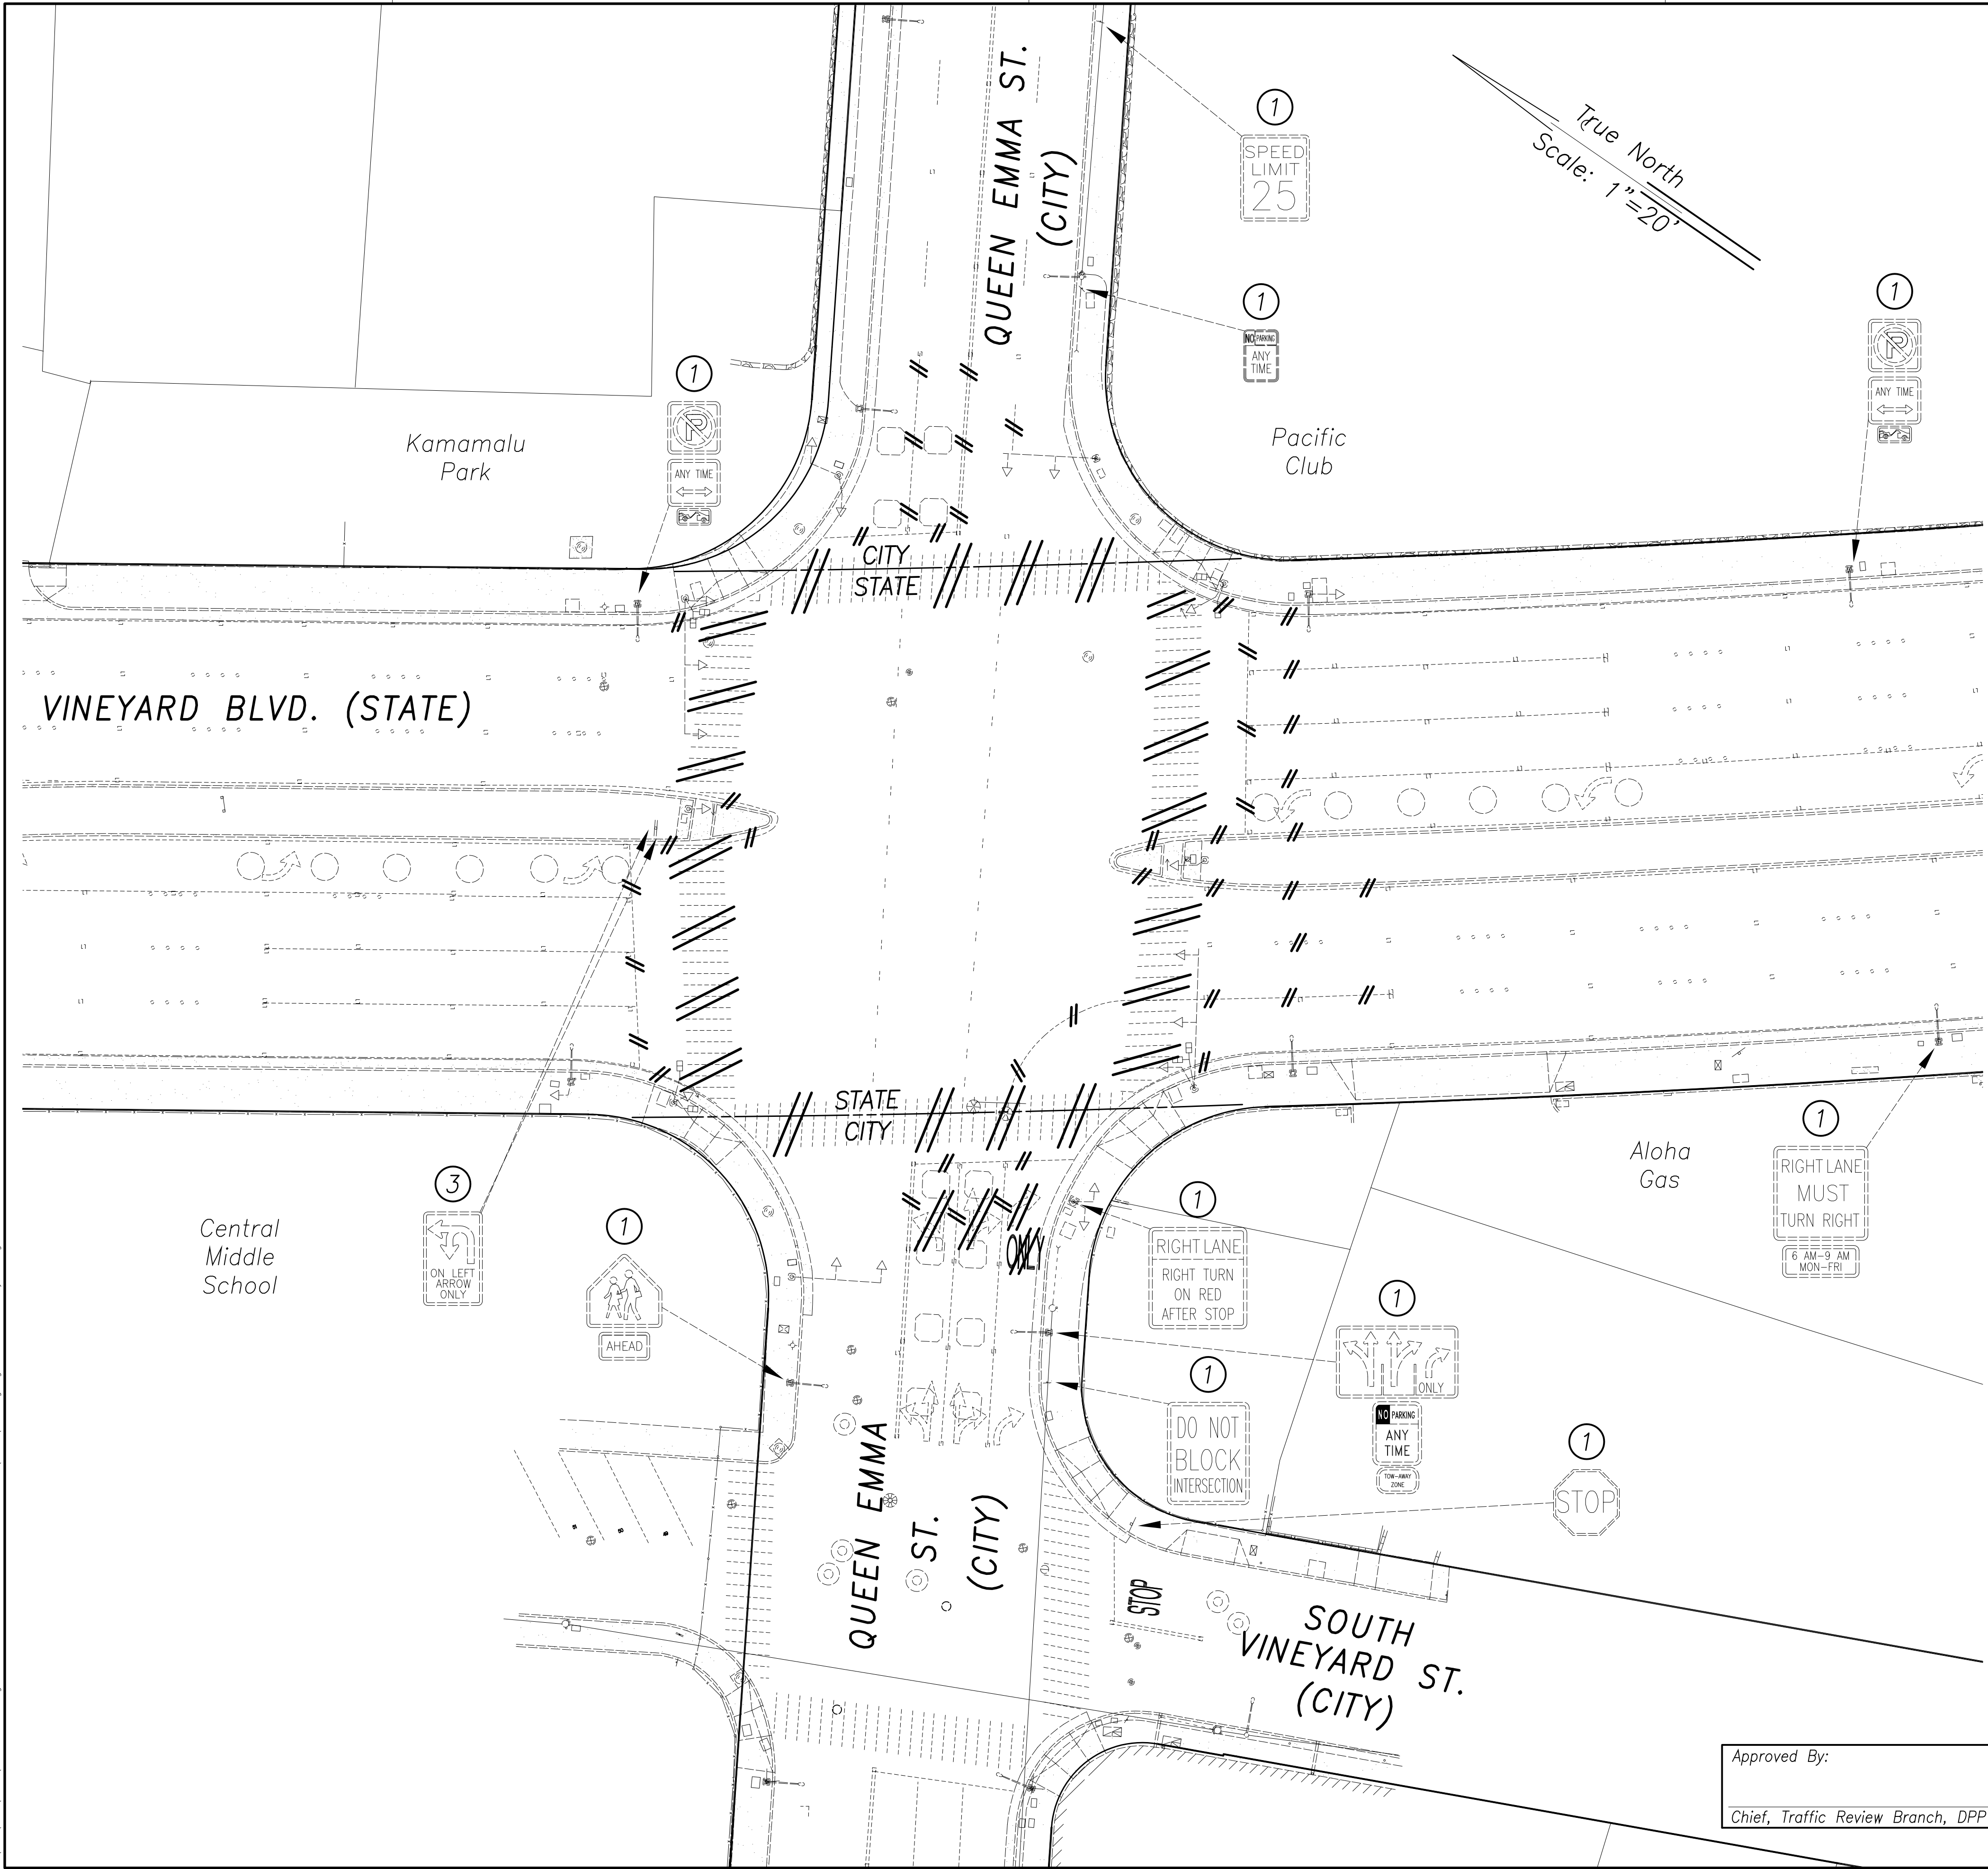 QUEEN EMMA ST.
(CITY)
1
SPEED
LIMIT
25
True North
Scale: 1"=20'
1
NO PARKING
ANY
TIME
1
P
ANY TIME
1
P
ANY TIME
Kamamalu
Park
Pacific
Club
CITY
STATE
VINEYARD BLVD. (STATE)
STATE
CITY
Central
Middle
School
3
ON LEFT
ARROW
ONLY
1
AHEAD
ONLY
1
RIGHT LANE
RIGHT TURN
ON RED
AFTER STOP
Aloha
Gas
1
RIGHT LANE
MUST
TURN RIGHT
6 AM-9 AM
MON-FRI
1
ONLY
NO PARKING
ANY
TIME
TOW-AWAY
ZONE
1
DO NOT
BLOCK
INTERSECTION
1
STOP
QUEEN EMMA
ST.
(CITY)
STOP
SOUTH
VINEYARD ST.
(CITY)
Approved By:
Chief, Traffic Review Branch, DPP